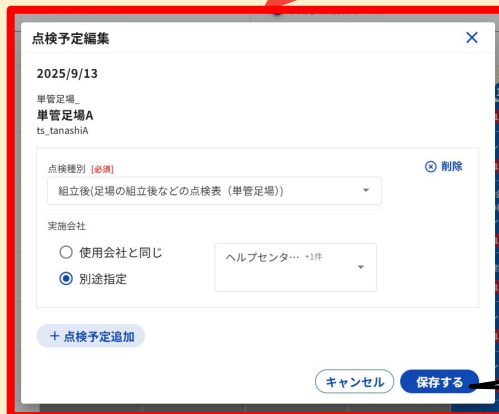 点検予定編集
2025/9/13
単管足場_
単管足場A
ts_tanashiA
点検種別 [必須]
削除
組立後(足場の組立後などの点検表（単管足場）)
実施会社
使用会社と同じ
別途指定
ヘルプセンタ… +1件
+ 点検予定追加
キャンセル
保存する